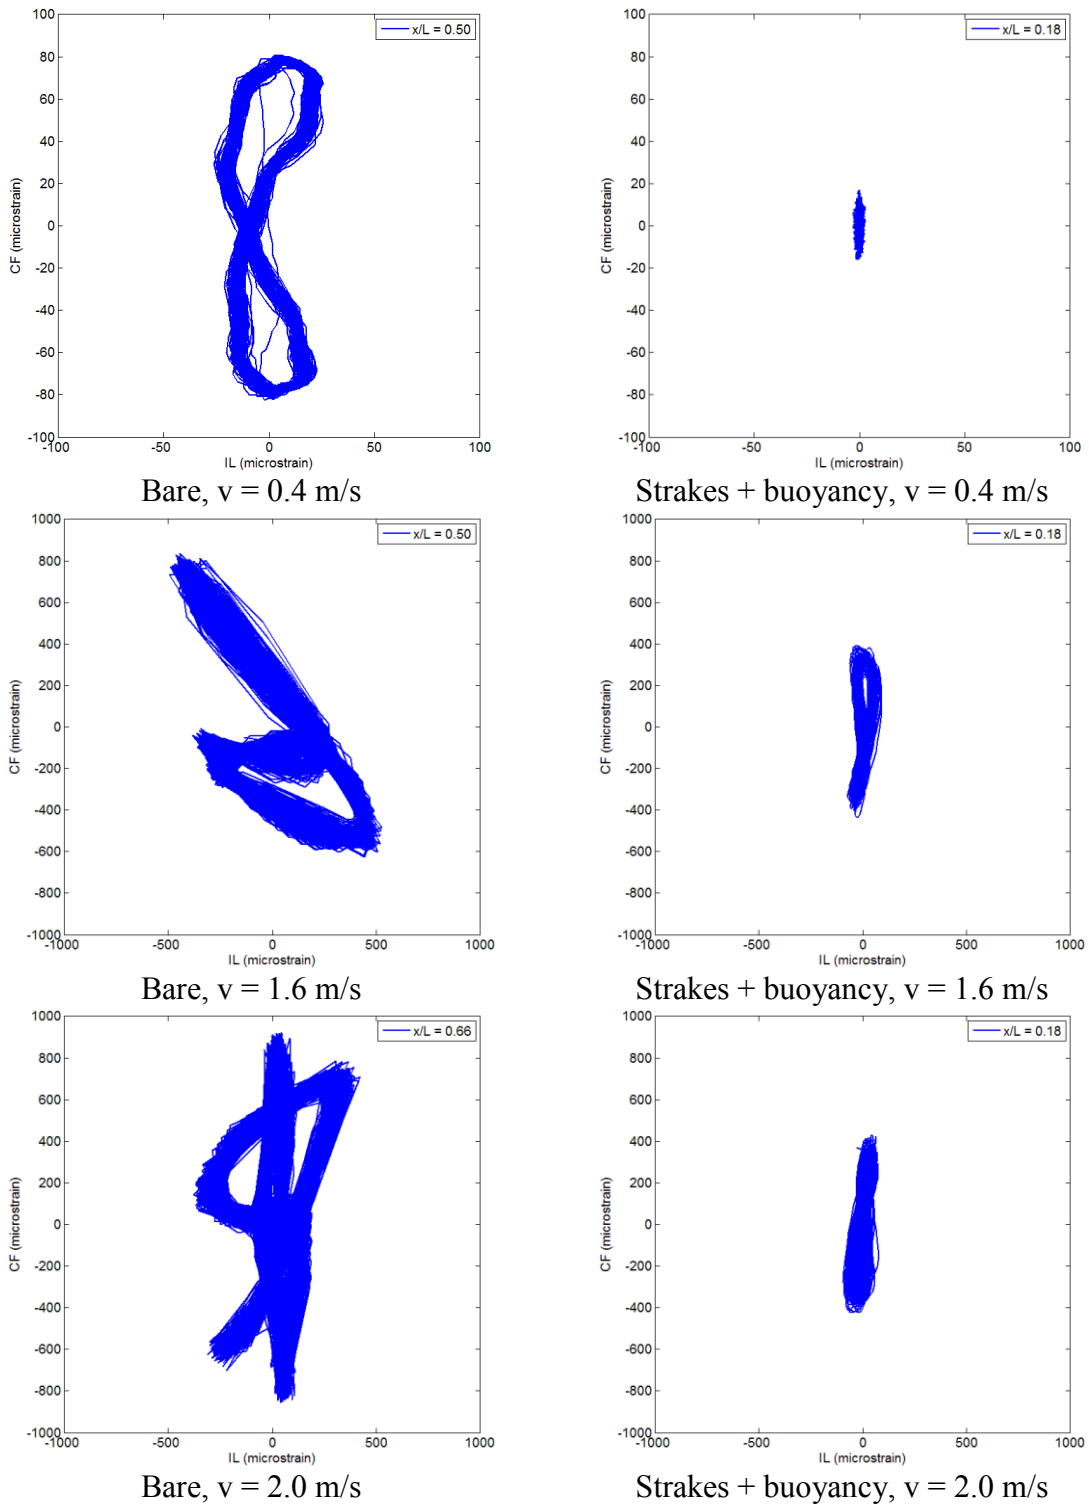 100
80
60
40
20
0
-20
-40
-60
-80
-100
CF (microstrain)
x/L = 0.50
-100 -50 0 50 100
IL (microstrain)
Bare, v = 0.4 m/s
100
80
60
40
20
0
-20
-40
-60
-80
-100
CF (microstrain)
x/L = 0.18
-100 -50 0 50 100
IL (microstrain)
Strakes + buoyancy, v = 0.4 m/s
1000
800
600
400
200
0
-200
-400
-600
-800
-1000
CF (microstrain)
x/L = 0.50
-1000 -500 0 500 1000
IL (microstrain)
Bare, v = 1.6 m/s
1000
800
600
400
200
0
-200
-400
-600
-800
-1000
CF (microstrain)
x/L = 0.18
-1000 -500 0 500 1000
IL (microstrain)
Strakes + buoyancy, v = 1.6 m/s
1000
800
600
400
200
0
-200
-400
-600
-800
-1000
CF (microstrain)
x/L = 0.66
-1000 -500 0 500 1000
IL (microstrain)
Bare, v = 2.0 m/s
1000
800
600
400
200
0
-200
-400
-600
-800
-1000
CF (microstrain)
x/L = 0.18
-1000 -500 0 500 1000
IL (microstrain)
Strakes + buoyancy, v = 2.0 m/s